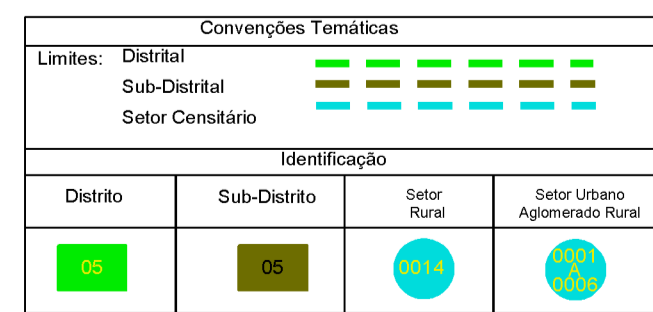 Convenções Temáticas
Limites: Distrital
Sub-Distrital
Setor Censitário
Identificação
Distrito
Sub-Distrito
Setor
Rural
Setor Urbano
Aglomerado Rural
05
05
0014
0001
A
0006